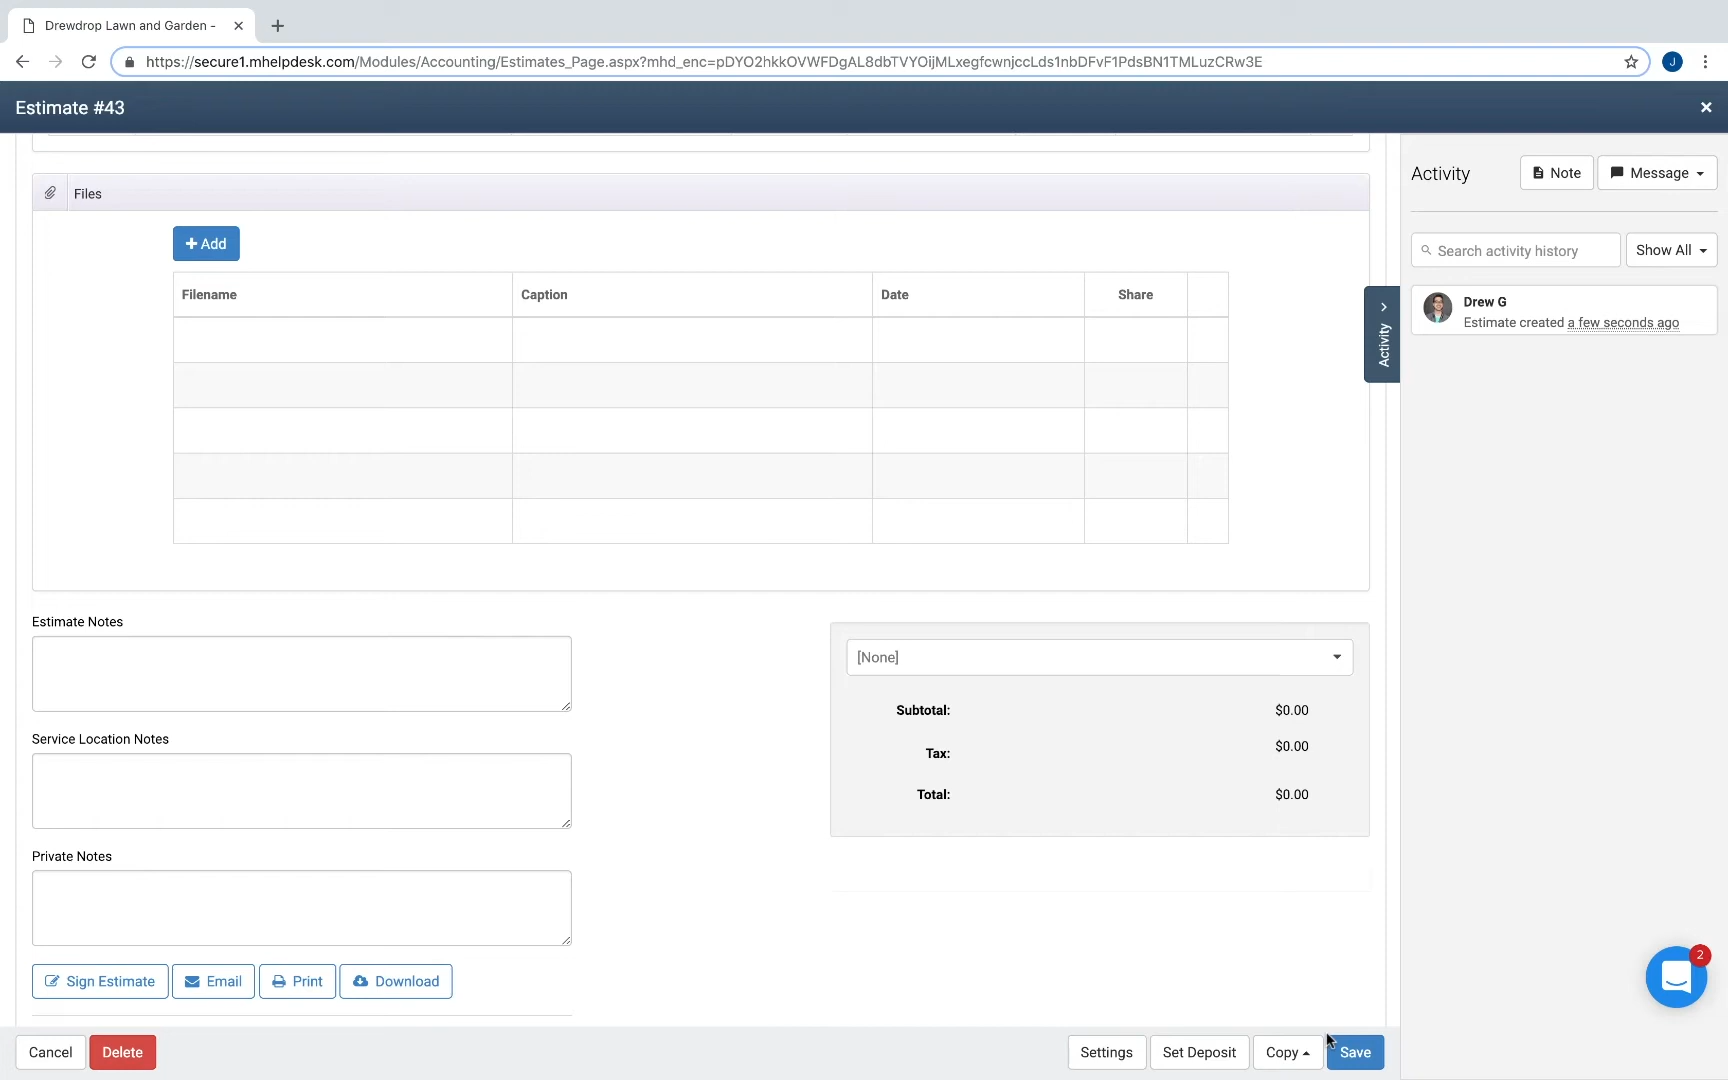 Drewdrop Lawn and Garden -
https://secure1.mhelpdesk.com/Modules/Accounting/Estimates_Page.aspx?mhd_enc=pDYO2hkkOVWFDgAL8dbTVYOijMLxegfcwnjccLds1nbDFvF1PdsBN1TMLuzCRw3E
J
Estimate #43
Files
Add
Filename Caption Date Share
Estimate Notes
Service Location Notes
Private Notes
[None]
Subtotal: $0.00
Tax: $0.00
Total: $0.00
Sign Estimate Email Print Download
Cancel Delete Settings Set Deposit Copy Save
Activity
Activity Note Message
Search activity history Show All
Drew G
Estimate created a few seconds ago
2